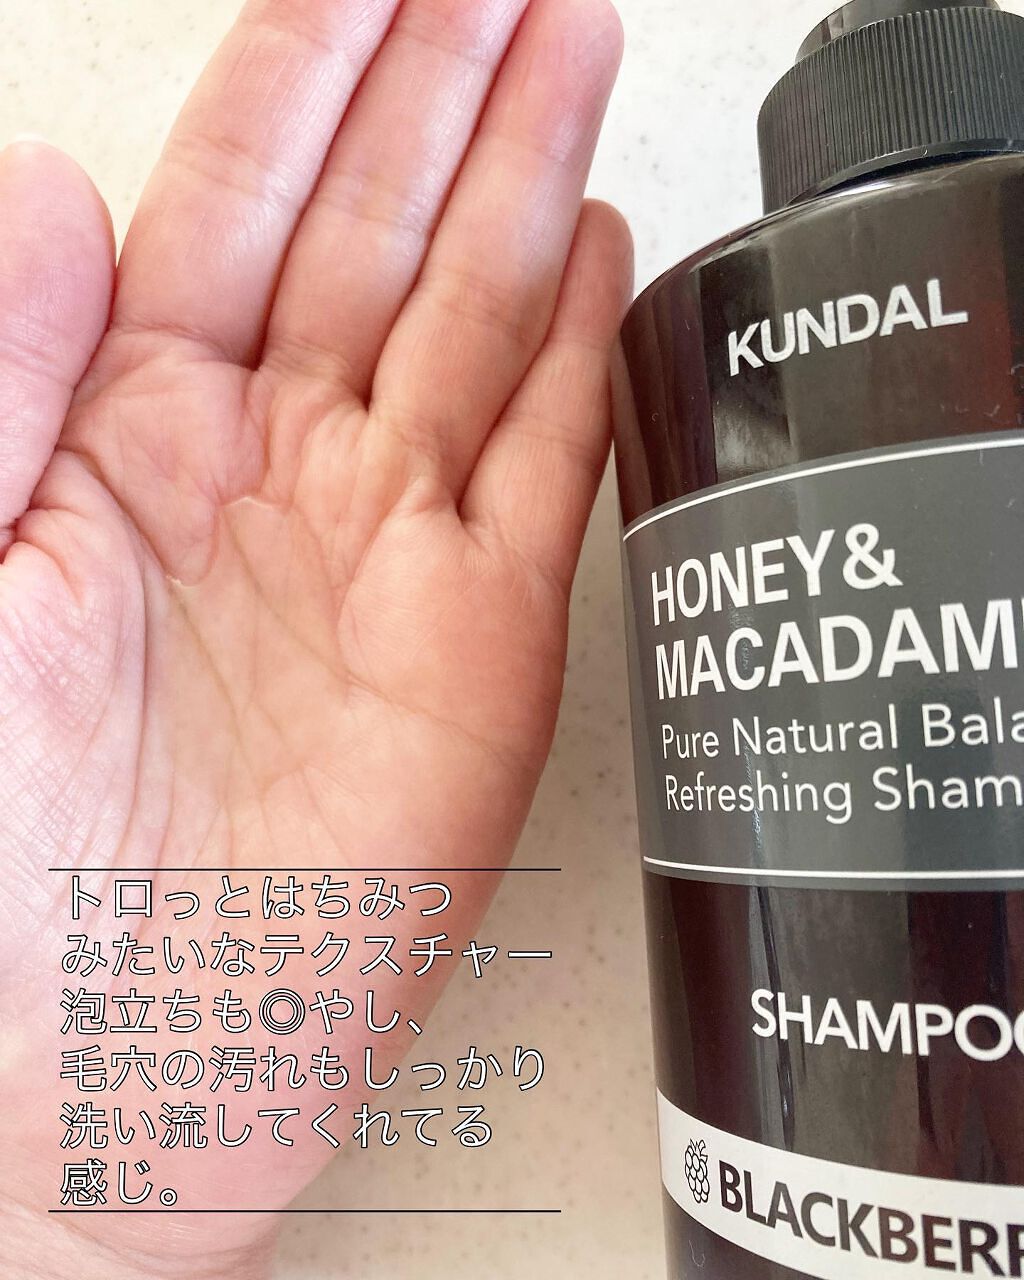 KUNDAL
HONEY&
MACADAM
Pure Natural Bala
Refreshing Sham
SHAMPOO
BLACKBERR
トロっとはちみつ
みたいなテクスチャー
泡立ちも◎やし、
毛穴の汚れもしっかり
洗い流してくれてる
感じ。